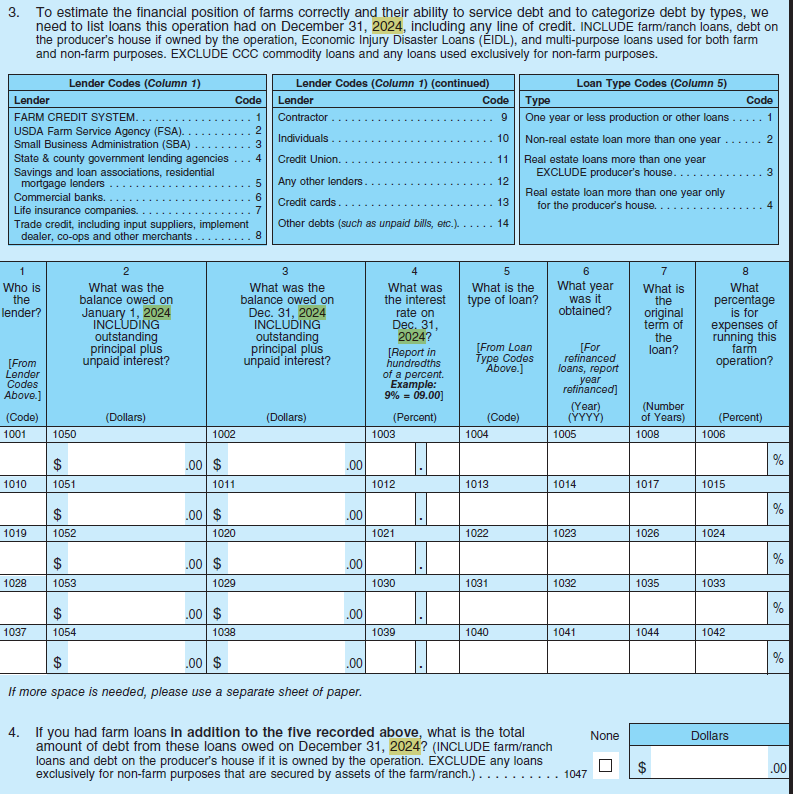 3. To estimate the financial position of farms correctly and their ability to service debt and to categorize debt by types, we
need to list loans this operation had on December 31, 2024, including any line of credit. INCLUDE farm/ranch loans, debt on
the producer's house if owned by the operation, Economic Injury Disaster Loans (EIDL), and multi-purpose loans used for both farm
and non-farm purposes. EXCLUDE CCC commodity loans and any loans used exclusively for non-farm purposes.
Lender Codes (Column 1)
Lender Code
FARM CREDIT SYSTEM. . . . . . . . . . . . . . . . . . 1
USDA Farm Service Agency (FSA). . . . . . . . . . . 2
Small Business Administration (SBA) . . . . . . . . . 3
State & county government lending agencies . . . 4
Savings and loan associations, residential
mortgage lenders . . . . . . . . . . . . . . . . . . . . . . 5
Commercial banks. . . . . . . . . . . . . . . . . . . . . . . 6
Life insurance companies. . . . . . . . . . . . . . . . . . 7
Trade credit, including input suppliers, implement
dealer, co-ops and other merchants . . . . . . . . . 8
Lender Codes (Column 1) (continued)
Lender Code
Contractor . . . . . . . . . . . . . . . . . . . . . . . . . . . 9
Individuals . . . . . . . . . . . . . . . . . . . . . . . . . . 10
Credit Union. . . . . . . . . . . . . . . . . . . . . . . . . 11
Any other lenders . . . . . . . . . . . . . . . . . . . . . 12
Credit cards . . . . . . . . . . . . . . . . . . . . . . . . . 13
Other debts (such as unpaid bills, etc.). . . . . . 14
Loan Type Codes (Column 5)
Type Code
One year or less production or other loans . . . . . 1
Non-real estate loan more than one year . . . . . . 2
Real estate loans more than one year
EXCLUDE producer's house. . . . . . . . . . . . . . 3
Real estate loan more than one year only
for the producer's house. . . . . . . . . . . . . . . . . 4
1 2 3 4 5 6 7 8
Who is
the
lender?
[From
Lender
Codes
Above.]
(Code)
What was the
balance owed on
January 1, 2024
INCLUDING
outstanding
principal plus
unpaid interest?
(Dollars)
What was the
balance owed on
Dec. 31, 2024
INCLUDING
outstanding
principal plus
unpaid interest?
(Dollars)
What was
the interest
rate on
Dec. 31,
2024?
[Report in
hundredths
of a percent.
Example:
9% = 09.00]
(Percent)
What is the
type of loan?
[From Loan
Type Codes
Above.]
(Code)
What year
was it
obtained?
[For
refinanced
loans, report
year
refinanced]
(Year)
(YYYY)
What is
the
original
term of
the
loan?
(Number
of Years)
What
percentage
is for
expenses of
running this
farm
operation?
(Percent)
1001 1050 1002 1003 1004 1005 1008 1006
$ .00 $ .00 . %
1010 1051 1011 1012 1013 1014 1017 1015
$ .00 $ .00 . %
1019 1052 1020 1021 1022 1023 1026 1024
$ .00 $ .00 . %
1028 1053 1029 1030 1031 1032 1035 1033
$ .00 $ .00 . %
1037 1054 1038 1039 1040 1041 1044 1042
$ .00 $ .00 . %
If more space is needed, please use a separate sheet of paper.
4. If you had farm loans in addition to the five recorded above, what is the total
amount of debt from these loans owed on December 31, 2024? (INCLUDE farm/ranch
loans and debt on the producer's house if it is owned by the operation. EXCLUDE any loans
exclusively for non-farm purposes that are secured by assets of the farm/ranch.) . . . . . . . . . . 1047
None
Dollars
$ .00